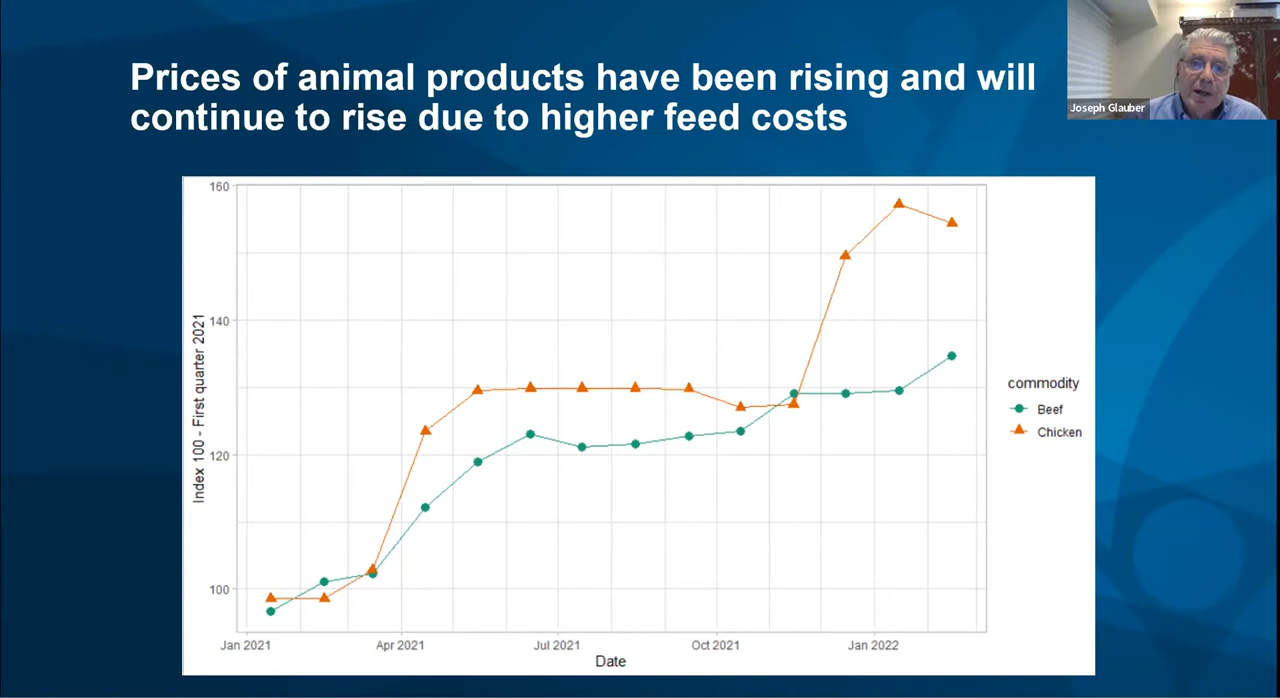 Prices of animal products have been rising and will
continue to rise due to higher feed costs
Joseph Glauber
160
140
120
100
Index 100 - First quarter 2021
Jan 2021
Apr 2021
Jul 2021
Oct 2021
Jan 2022
Date
commodity
Beef
Chicken